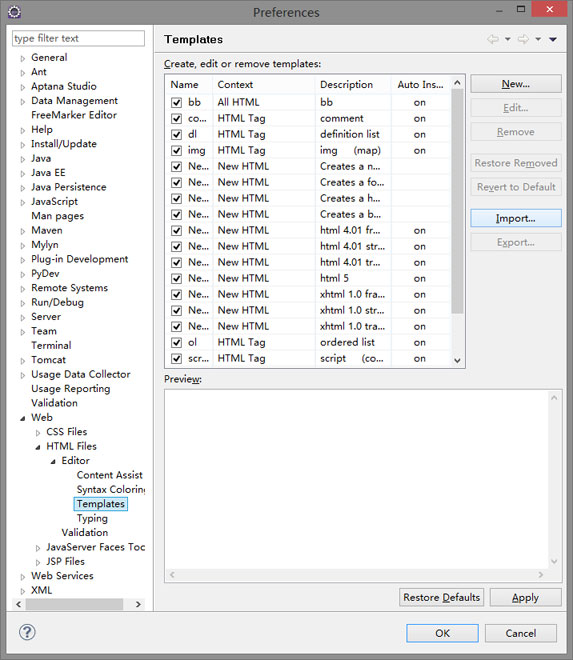 Preferences
type filter text
General
Ant
Aptana Studio
Data Management
FreeMarker Editor
Help
Install/Update
Java
Java EE
Java Persistence
JavaScript
Man pages
Maven
Mylyn
Plug-in Development
PyDev
Remote Systems
Run/Debug
Server
Team
Terminal
Tomcat
Usage Data Collector
Usage Reporting
Validation
Web
CSS Files
HTML Files
Editor
Content Assist
Syntax Coloring
Templates
Typing
Validation
JavaServer Faces Toc
JSP Files
Web Services
XML
Templates
Create, edit or remove templates:
Name Context Description Auto Ins...
bb All HTML bb on
co... HTML Tag comment on
dl HTML Tag definition list on
img HTML Tag img (map) on
Ne... New HTML Creates a n...
Ne... New HTML Creates a fo...
Ne... New HTML Creates a h...
Ne... New HTML Creates a b...
Ne... New HTML html 4.01 fr... on
Ne... New HTML html 4.01 str... on
Ne... New HTML html 4.01 tr... on
Ne... New HTML html 5 on
Ne... New HTML xhtml 1.0 fra... on
Ne... New HTML xhtml 1.0 str... on
Ne... New HTML xhtml 1.0 tra... on
ol HTML Tag ordered list on
scr... HTML Tag script (co... on
New...
Edit...
Remove
Restore Removed
Revert to Default
Import...
Export...
Preview:
Restore Defaults
Apply
OK
Cancel